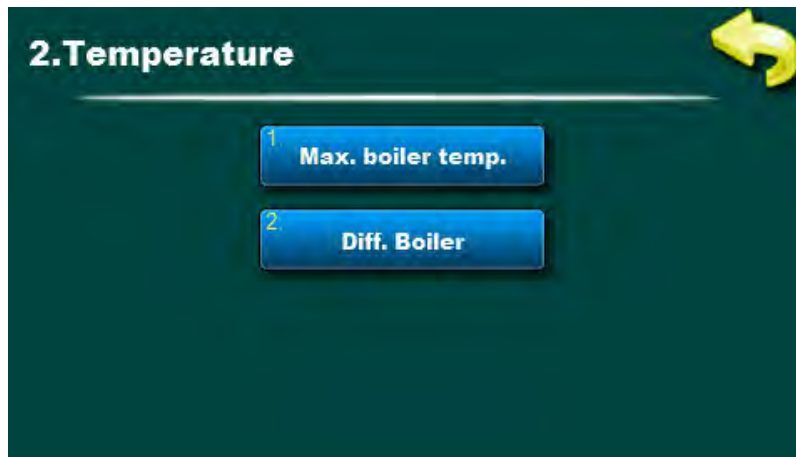 2.Temperature
1.
Max. boiler temp.
2.
Diff. Boiler